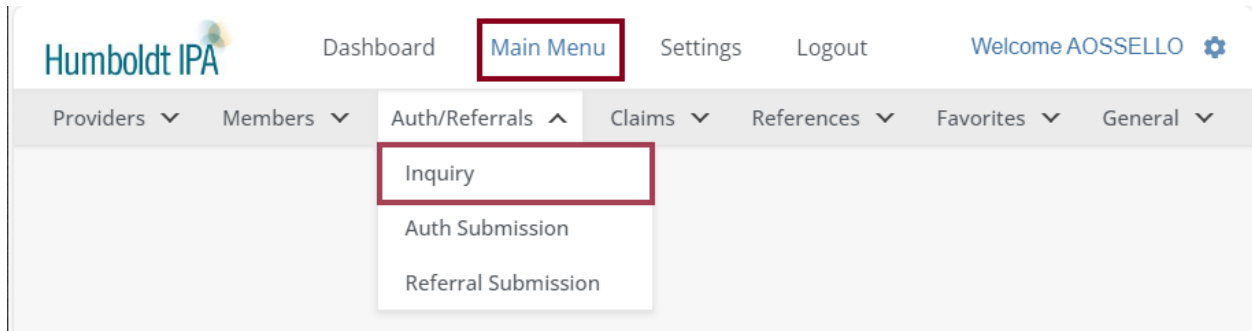 Humboldt IPA Dashboard Main Menu Settings Logout Welcome AOSSELLO
Providers Members Auth/Referrals Claims References Favorites General
Inquiry
Auth Submission
Referral Submission